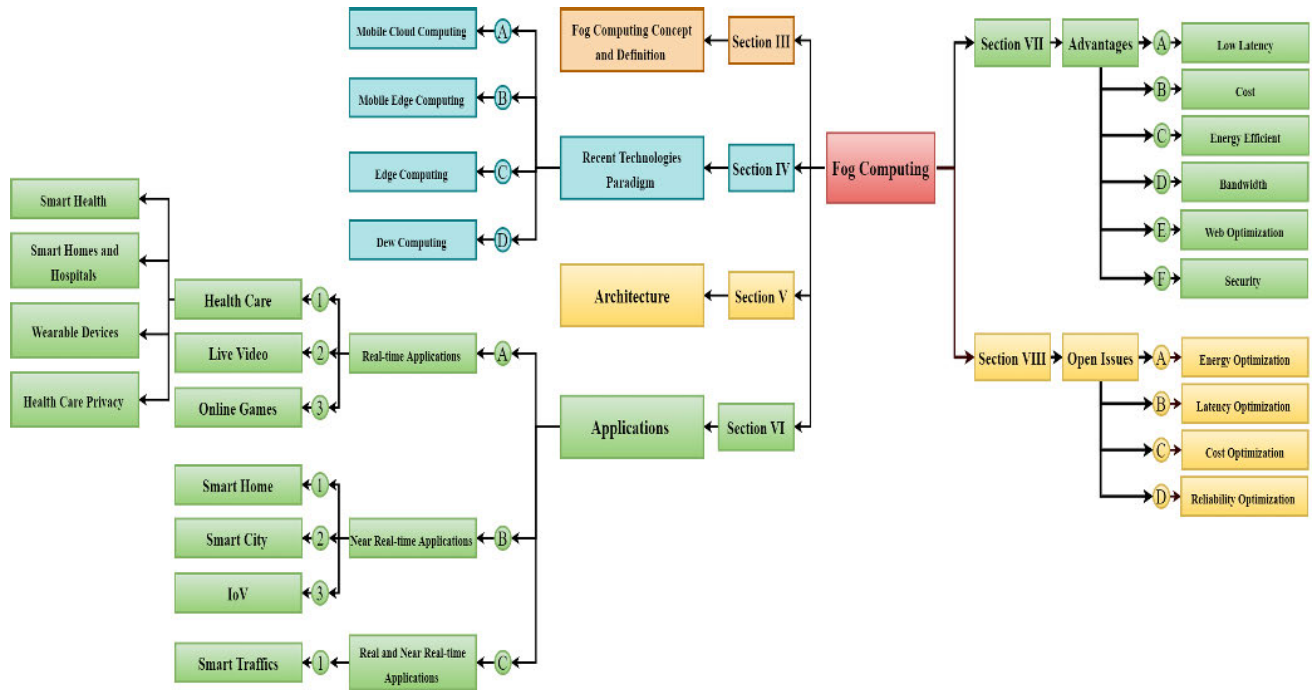 Fog Computing
Section III
Fog Computing Concept
and Definition
Section IV
Recent Technologies
Paradigm
A
Mobile Cloud Computing
B
Mobile Edge Computing
C
Edge Computing
D
Dew Computing
Section V
Architecture
Section VI
Applications
A
Real-time Applications
1
Health Care
Smart Health
Smart Homes and
Hospitals
Wearable Devices
Health Care Privacy
2
Live Video
3
Online Games
B
Near Real-time Applications
1
Smart Home
2
Smart City
3
IoV
C
Real and Near Real-time
Applications
1
Smart Traffics
Section VII
Advantages
A
Low Latency
B
Cost
C
Energy Efficient
D
Bandwidth
E
Web Optimization
F
Security
Section VIII
Open Issues
A
Energy Optimization
B
Latency Optimization
C
Cost Optimization
D
Reliability Optimization